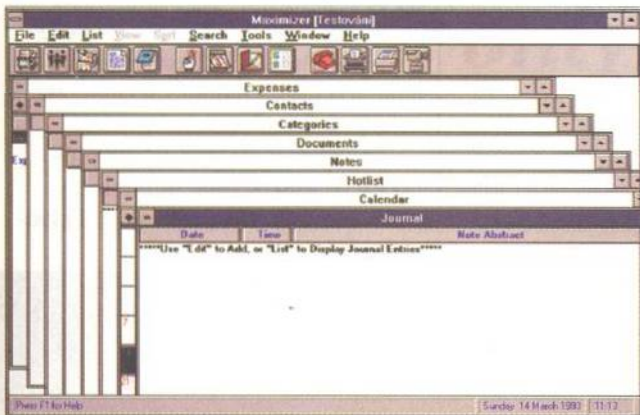 Maximizer [Testování]
File Edit List View Sort Search Tools Window Help
Expenses
Contacts
Categories
Documents
Notes
Hotlist
Calendar
Journal
Date Time Note Abstract
*****Use "Edit" to Add, or "List" to Display Journal Entries*****
Press F1 for Help
Sunday 14 March 1993 11:13